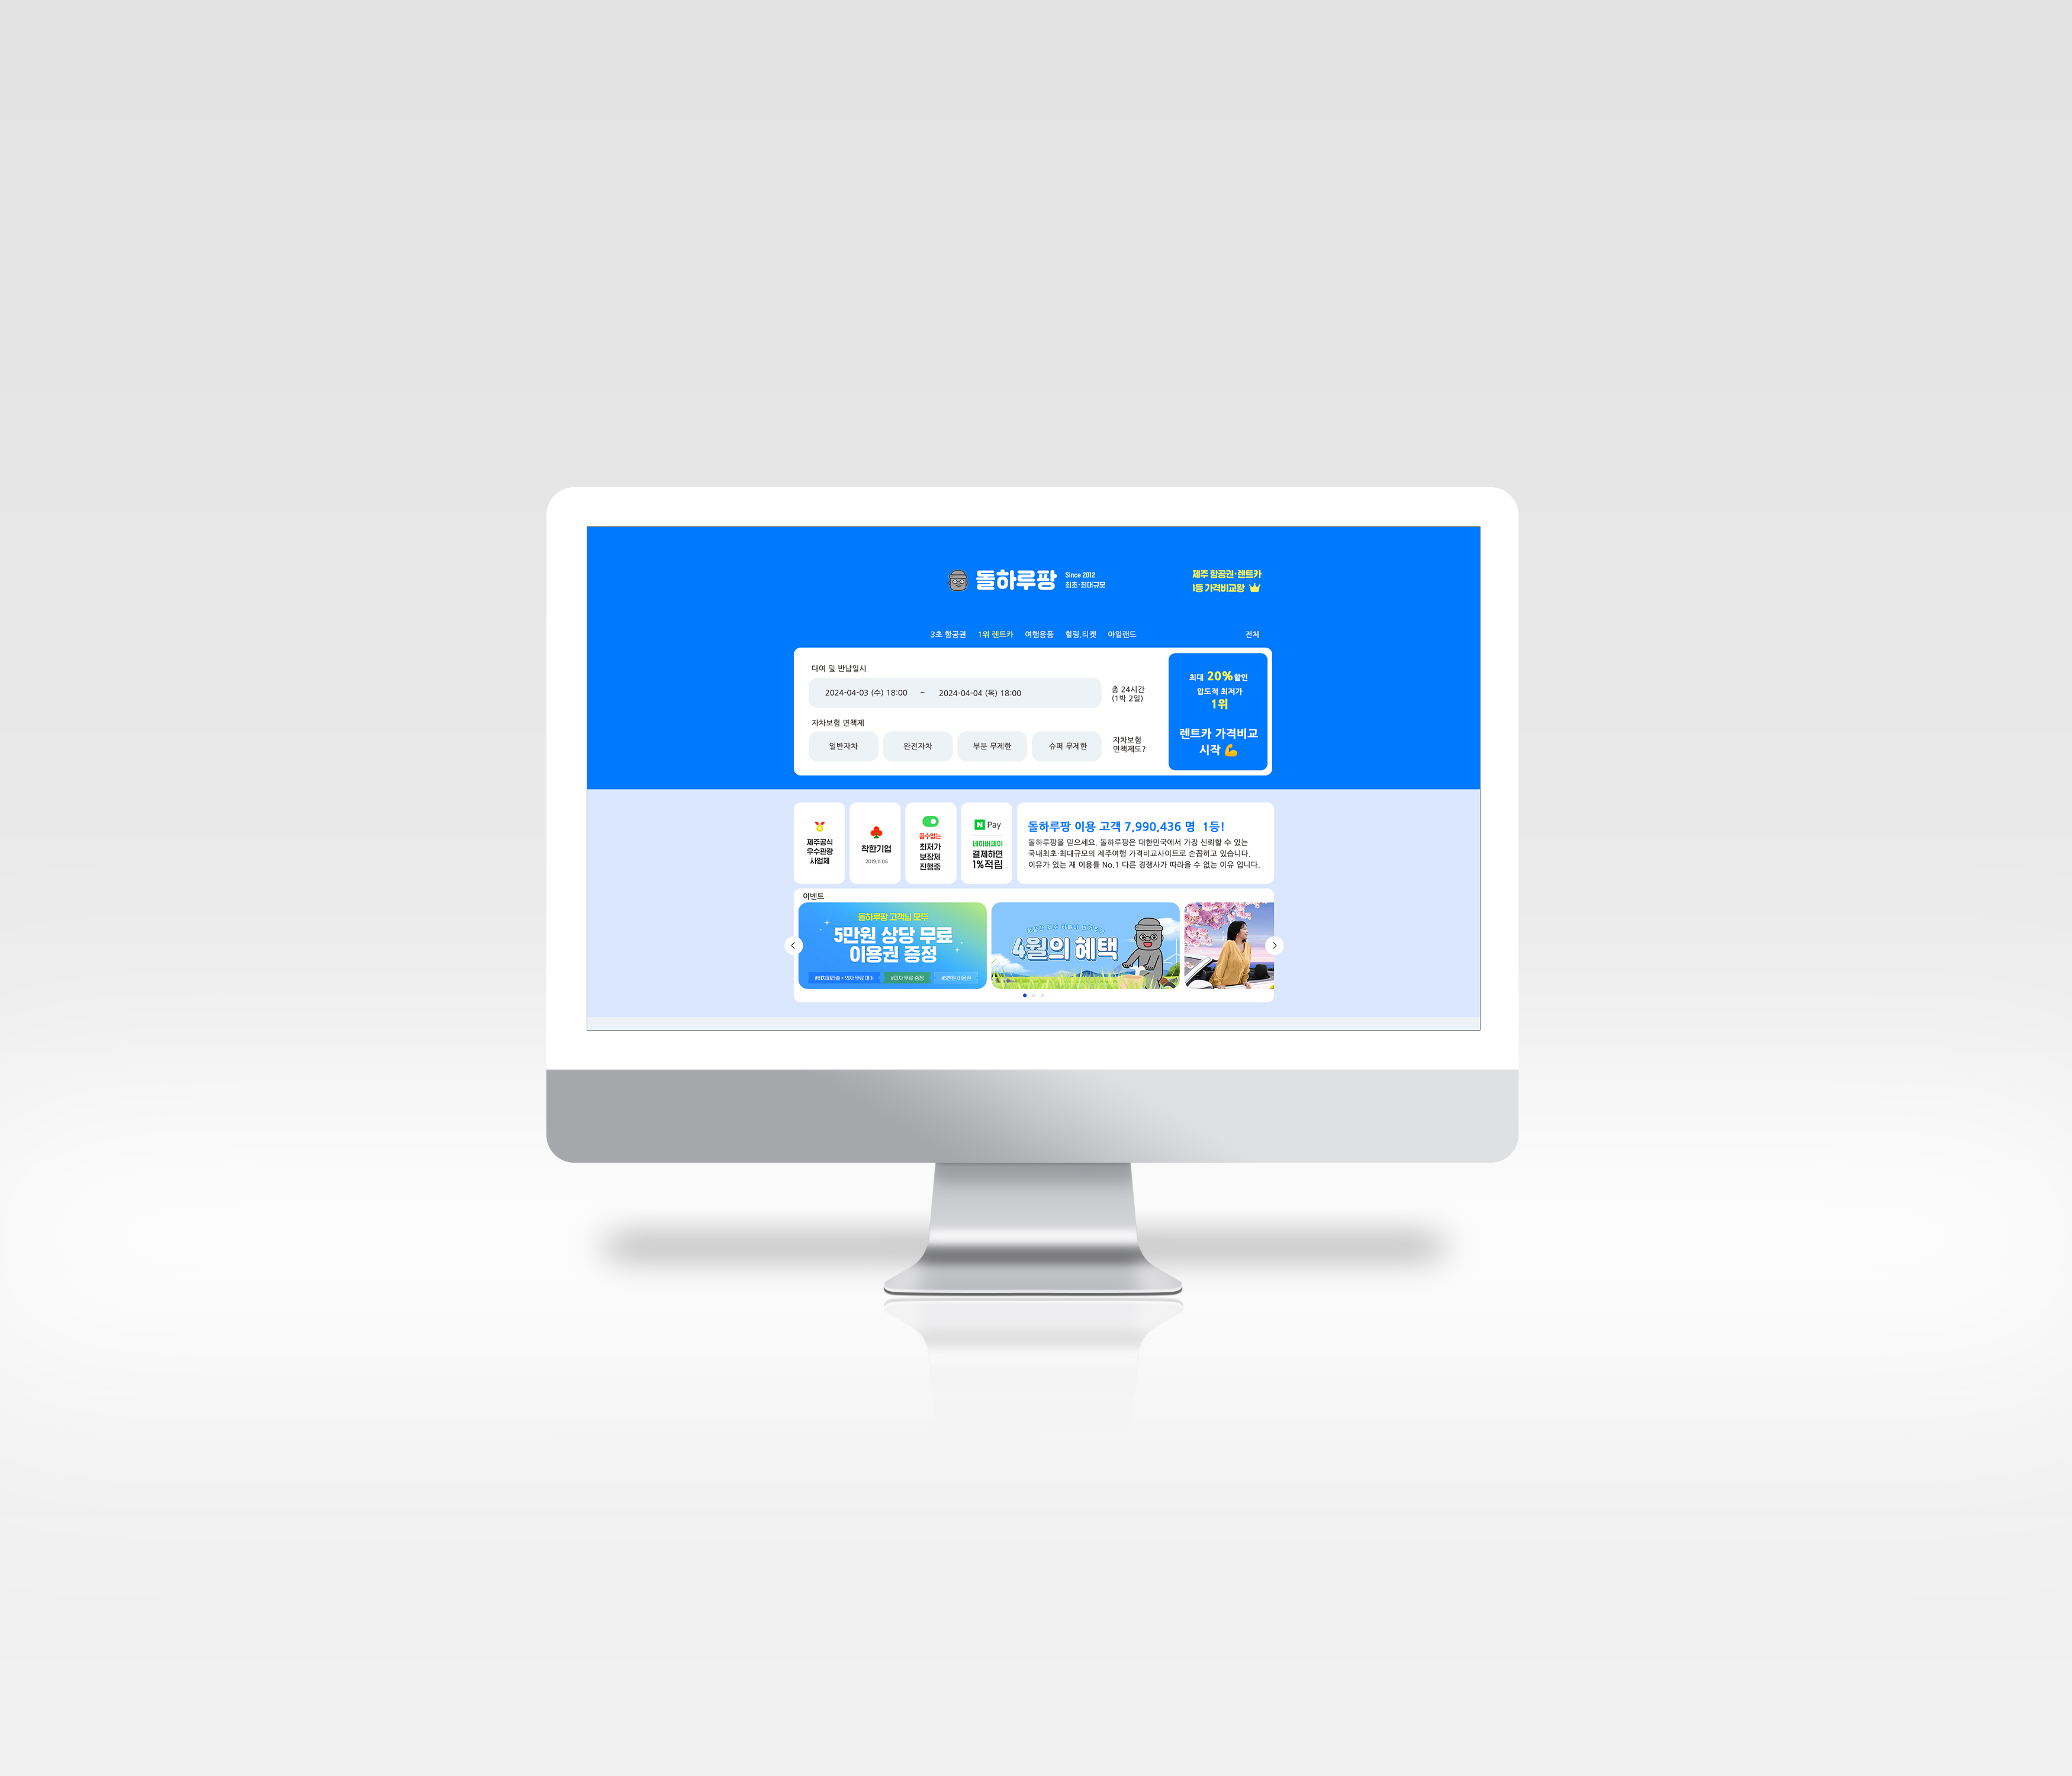 돌하루팡
Since 2012
최초·최대규모
제주 항공권·렌트카
1등 가격비교왕
3초 항공권 1위 렌트카 여행용품 힐링.티켓 아일랜드 전체
대여 및 반납일시
2024-04-03 (수) 18:00 – 2024-04-04 (목) 18:00
총 24시간
(1박 2일)
자차보험 면책제
일반자차 완전자차 부분 무제한 슈퍼 무제한
자차보험
면책제도?
최대 20%할인
압도적 최저가
1위
렌트카 가격비교
시작
제주공식
우수관광
사업체
착한기업
2019.11.06
꼼수없는
최저가
보장제
진행중
N Pay
네이버페이
결제하면
1%적립
돌하루팡 이용 고객 7,990,436 명 1등!
돌하루팡을 믿으세요. 돌하루팡은 대한민국에서 가장 신뢰할 수 있는
국내최초·최대규모의 제주여행 가격비교사이트로 손꼽히고 있습니다.
이유가 있는 재 이용률 No.1 다른 경쟁사가 따라올 수 없는 이유 입니다.
이벤트
돌하루팡 고객님 모두
5만원 상당 무료
이용권 증정
#피자 무료 증정
#5천원 이용권
4월의 혜택